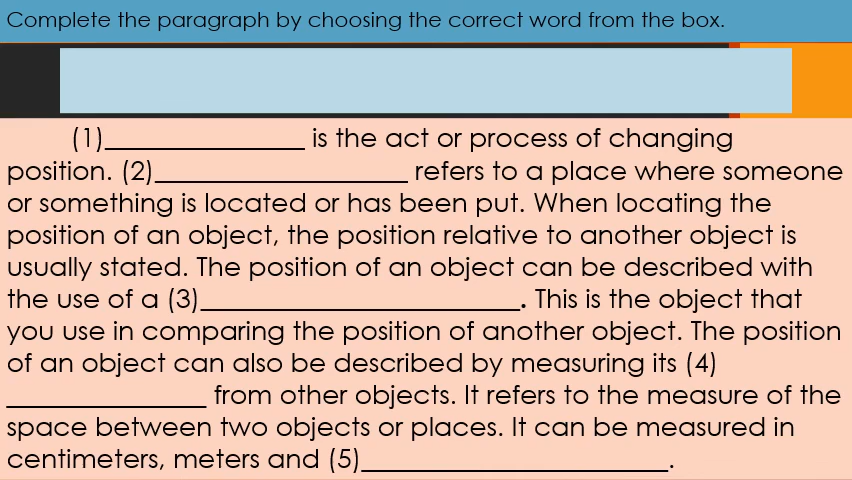 Complete the paragraph by choosing the correct word from the box.
(1)_______________ is the act or process of changing
position. (2)___________________ refers to a place where someone
or something is located or has been put. When locating the
position of an object, the position relative to another object is
usually stated. The position of an object can be described with
the use of a (3)________________________. This is the object that
you use in comparing the position of another object. The position
of an object can also be described by measuring its (4)
_______________ from other objects. It refers to the measure of the
space between two objects or places. It can be measured in
centimeters, meters and (5)_______________________.